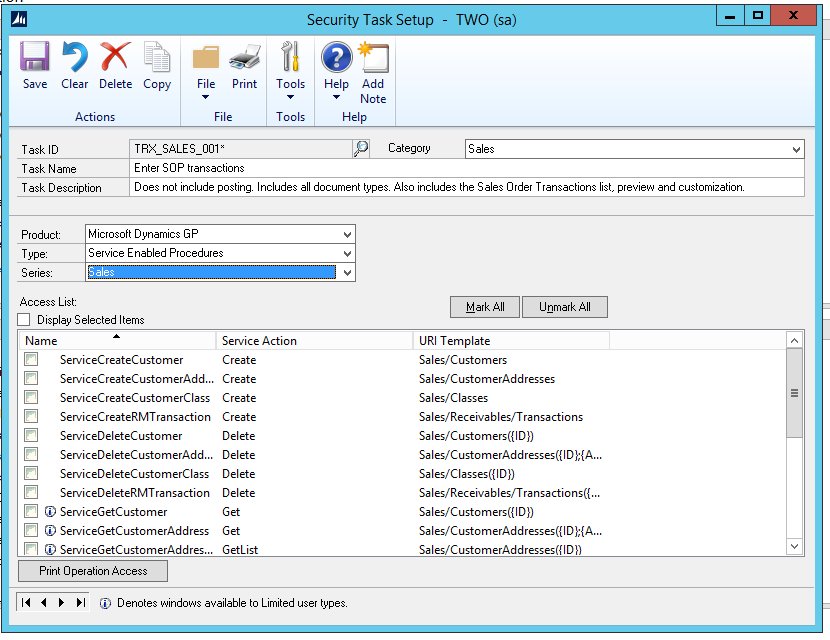 Security Task Setup - TWO (sa)
Save Clear Delete Copy File Print Tools Help Add Note
Actions File Tools Help
Task ID TRX_SALES_001* Category Sales
Task Name Enter SOP transactions
Task Description Does not include posting. Includes all document types. Also includes the Sales Order Transactions list, preview and customization.
Product: Microsoft Dynamics GP
Type: Service Enabled Procedures
Series: Sales
Access List: Mark All Unmark All
Display Selected Items
Name Service Action URI Template
ServiceCreateCustomer Create Sales/Customers
ServiceCreateCustomerAdd... Create Sales/CustomerAddresses
ServiceCreateCustomerClass Create Sales/Classes
ServiceCreateRMTransaction Create Sales/Receivables/Transactions
ServiceDeleteCustomer Delete Sales/Customers({ID})
ServiceDeleteCustomerAdd... Delete Sales/CustomerAddresses({ID};{A...
ServiceDeleteCustomerClass Delete Sales/Classes({ID})
ServiceDeleteRMTransaction Delete Sales/Receivables/Transactions({...
ServiceGetCustomer Get Sales/Customers({ID})
ServiceGetCustomerAddress Get Sales/CustomerAddresses({ID};{A...
ServiceGetCustomerAddres... GetList Sales/CustomerAddresses({ID})
Print Operation Access
Denotes windows available to Limited user types.